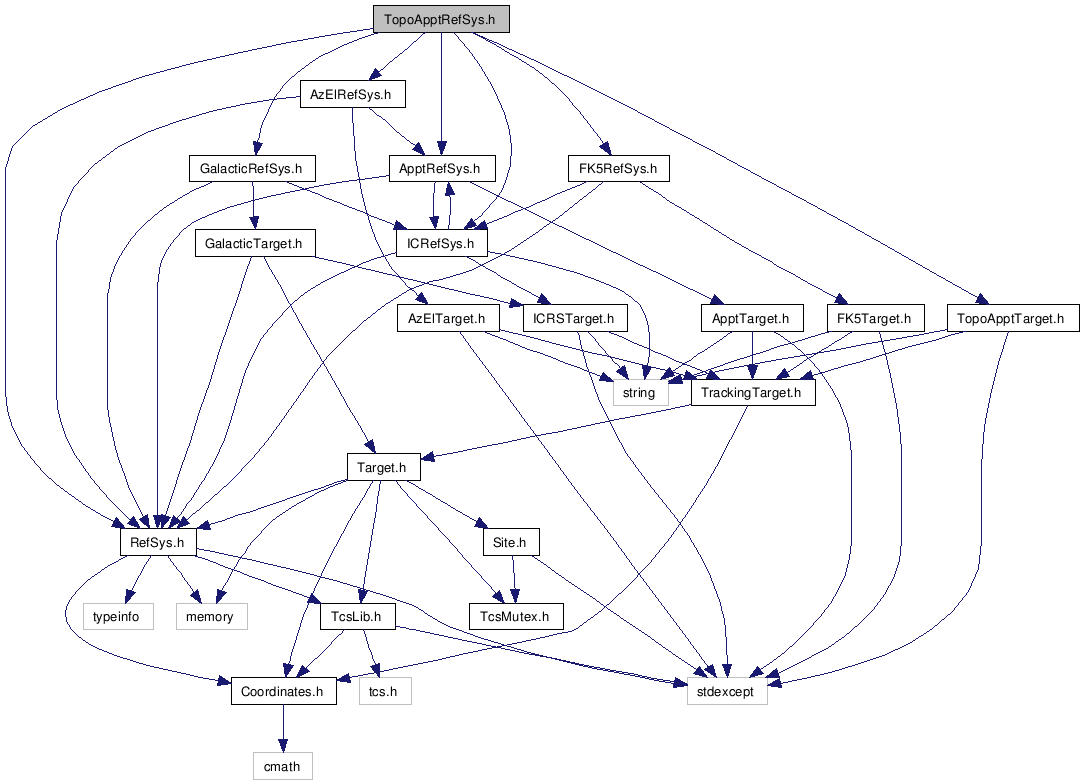 TopoApptRefSys.h
AzElRefSys.h
GalacticRefSys.h
ApptRefSys.h
FK5RefSys.h
GalacticTarget.h
ICRefSys.h
AzElTarget.h
ICRSTarget.h
ApptTarget.h
FK5Target.h
TopoApptTarget.h
string
TrackingTarget.h
Target.h
RefSys.h
Site.h
typeinfo
memory
TcsLib.h
TcsMutex.h
Coordinates.h
tcs.h
stdexcept
cmath